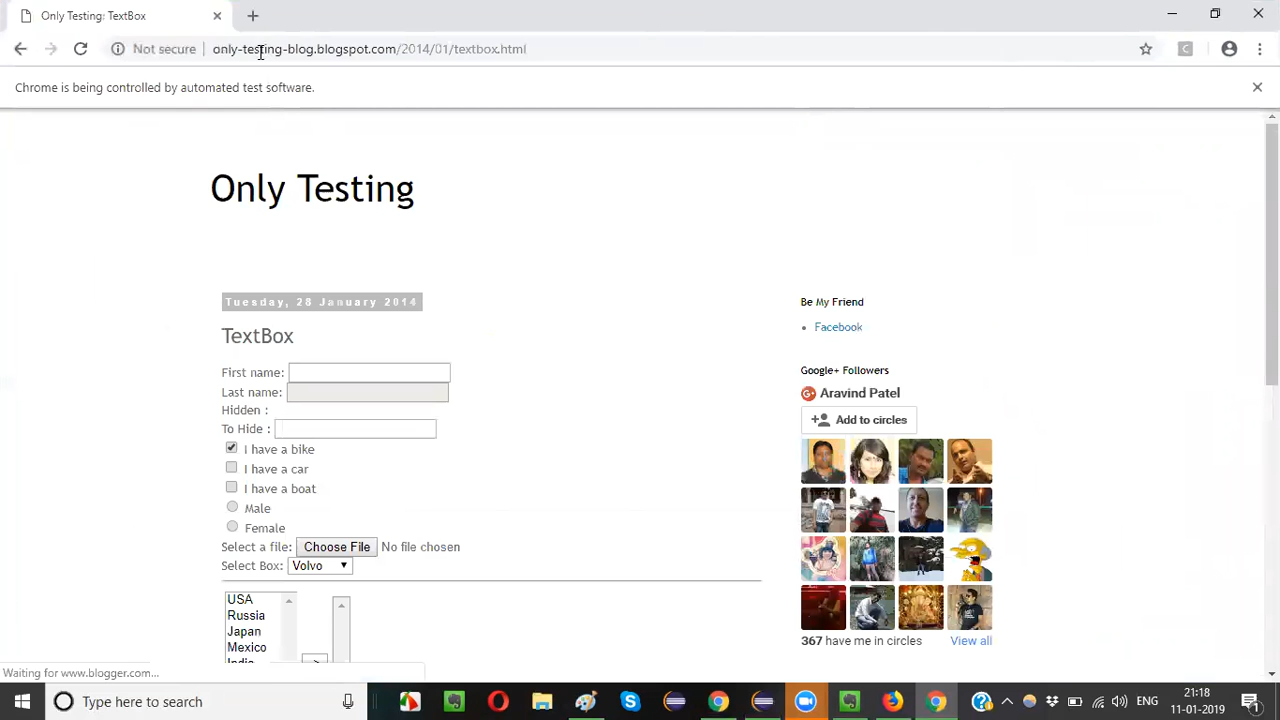 Only Testing: TextBox
Not secure
only-testing-blog.blogspot.com/2014/01/textbox.html
C
Chrome is being controlled by automated test software.
Only Testing
Tuesday, 28 January 2014
TextBox
First name:
Last name:
Hidden :
To Hide :
I have a bike
I have a car
I have a boat
Male
Female
Select a file: Choose File No file chosen
Select Box: Volvo
USA
Russia
Japan
Mexico
Be My Friend
Facebook
Google+ Followers
Aravind Patel
Add to circles
367 have me in circles
View all
Waiting for www.blogger.com...
Type here to search
ENG
21:18
11-01-2019